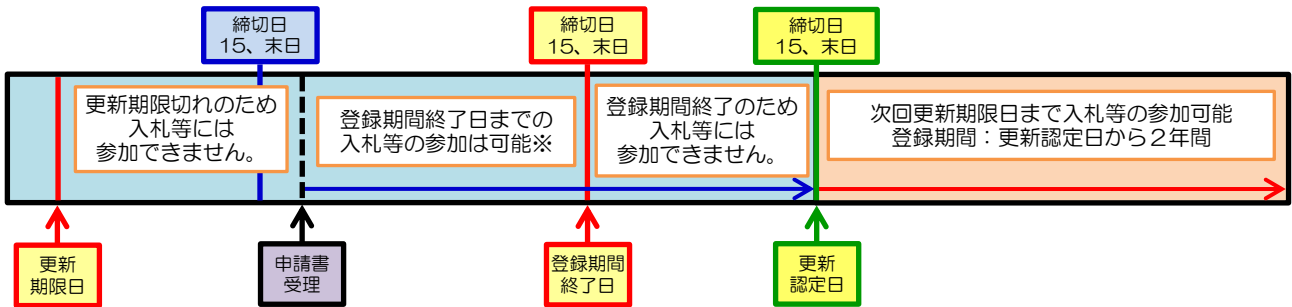 締切日
15、末日
締切日
15、末日
締切日
15、末日
更新期限切れのため
入札等には
参加できません。
登録期間終了日までの
入札等の参加は可能※
登録期間終了のため
入札等には
参加できません。
次回更新期限日まで入札等の参加可能
登録期間：更新認定日から２年間
更新
期限日
申請書
受理
登録期間
終了日
更新
認定日